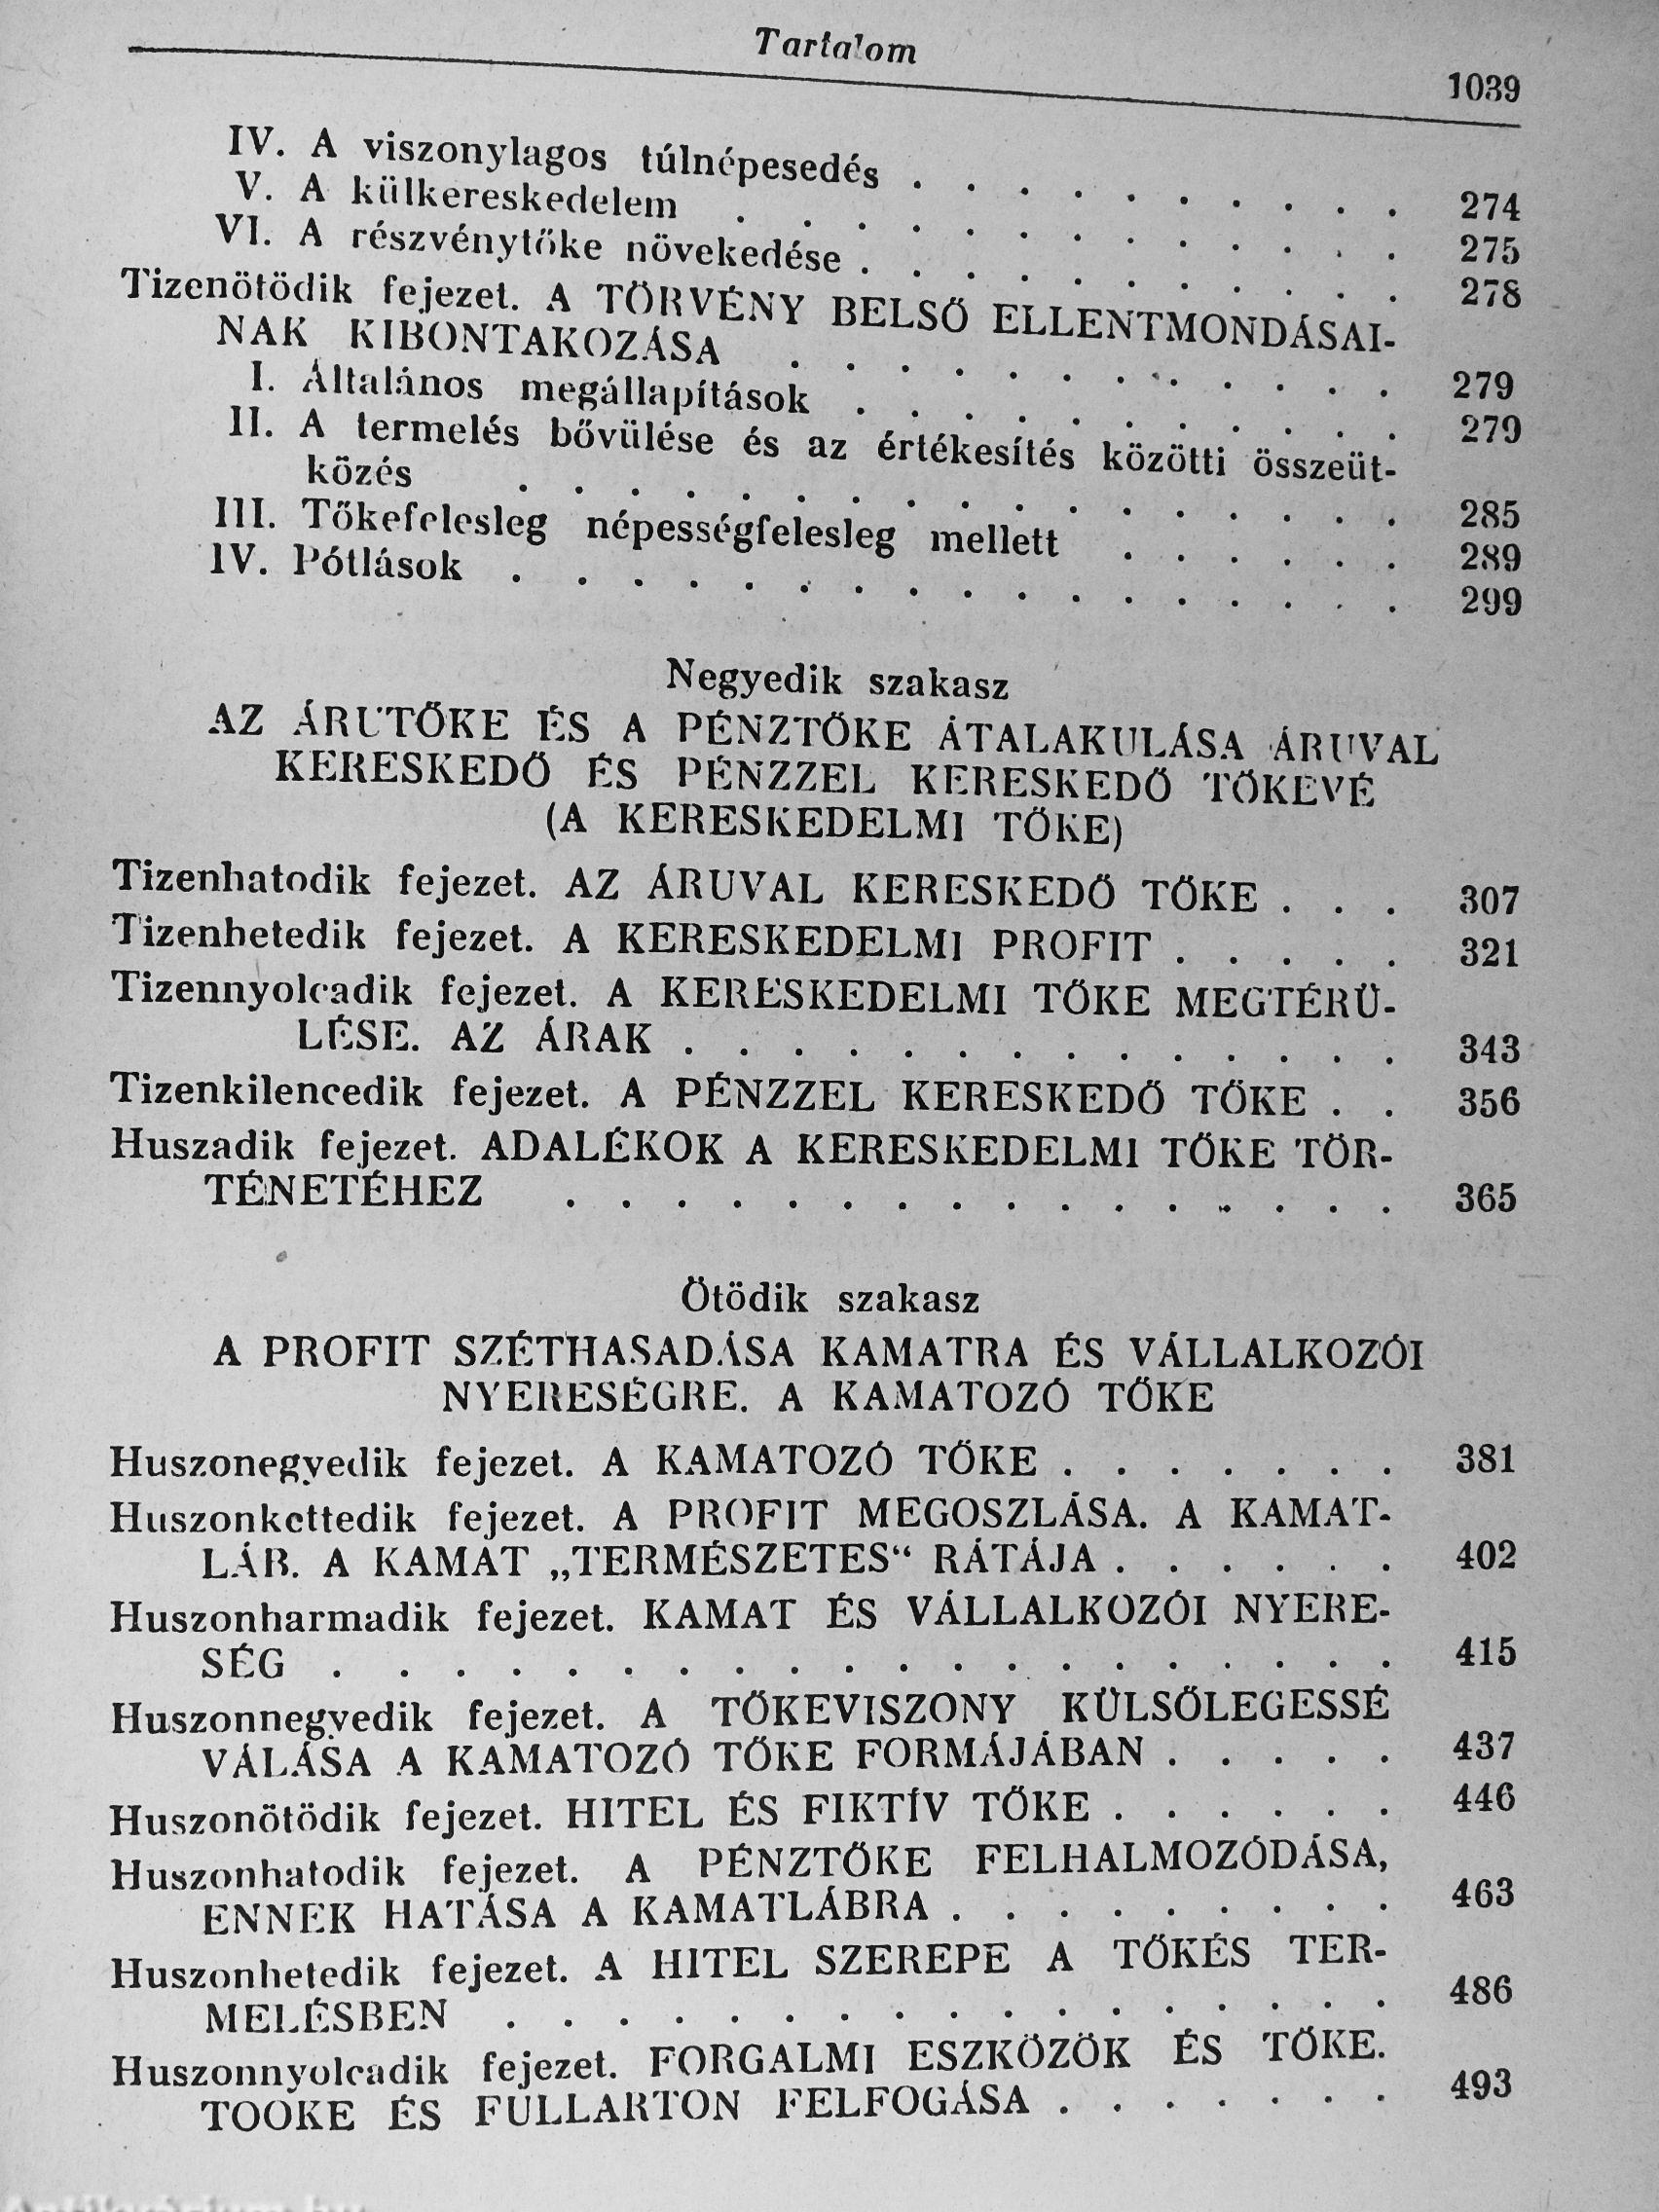 Tartalom
1039
IV. A viszonylagos túlnépesedés . . . . . . . . . . 274
V. A külkereskedelem . . . . . . . . . . . . . 275
VI. A részvénytőke növekedése . . . . . . . . . . . 278
Tizenötödik fejezet. A TÖRVÉNY BELSŐ ELLENTMONDÁSAI-
NAK KIBONTAKOZÁSA . . . . . . . . . . . . 279
I. Általános megállapítások . . . . . . . . . . . 279
II. A termelés bővülése és az értékesítés közötti összeüt-
közés . . . . . . . . . . . . . . . . . 285
III. Tőkefelesleg népességfelesleg mellett . . . . . . 289
IV. Pótlások . . . . . . . . . . . . . . . . . 299
Negyedik szakasz
AZ ÁRUTŐKE ÉS A PÉNZTŐKE ÁTALAKULÁSA ÁRUVAL
KERESKEDŐ ÉS PÉNZZEL KERESKEDŐ TŐKÉVÉ
(A KERESKEDELMI TŐKE)
Tizenhatodik fejezet. AZ ÁRUVAL KERESKEDŐ TŐKE . . . 307
Tizenhetedik fejezet. A KERESKEDELMI PROFIT . . . . . 321
Tizennyolcadik fejezet. A KERESKEDELMI TŐKE MEGTÉRÜ-
LÉSE. AZ ÁRAK . . . . . . . . . . . . . . 343
Tizenkilencedik fejezet. A PÉNZZEL KERESKEDŐ TŐKE . . 356
Huszadik fejezet. ADALÉKOK A KERESKEDELMI TŐKE TÖR-
TÉNETÉHEZ . . . . . . . . . . . . . . . . 365
Ötödik szakasz
A PROFIT SZÉTHASADÁSA KAMATRA ÉS VÁLLALKOZÓI
NYERESÉGRE. A KAMATOZÓ TŐKE
Huszonegyedik fejezet. A KAMATOZÓ TŐKE . . . . . . . 381
Huszonkettedik fejezet. A PROFIT MEGOSZLÁSA. A KAMAT-
LÁB. A KAMAT „TERMÉSZETES“ RÁTÁJA . . . . . . 402
Huszonharmadik fejezet. KAMAT ÉS VÁLLALKOZÓI NYERE-
SÉG . . . . . . . . . . . . . . . . . . . . 415
Huszonnegyedik fejezet. A TŐKEVISZONY KÜLSŐLEGESSÉ
VÁLÁSA A KAMATOZÓ TŐKE FORMÁJÁBAN . . . . . 437
Huszonötödik fejezet. HITEL ÉS FIKTÍV TŐKE . . . . . . 446
Huszonhatodik fejezet. A PÉNZTŐKE FELHALMOZÓDÁSA,
ENNEK HATÁSA A KAMATLÁBRA . . . . . . . . . 463
Huszonhetedik fejezet. A HITEL SZEREPE A TŐKÉS TER-
MELÉSBEN . . . . . . . . . . . . . . . . . 486
Huszonnyolcadik fejezet. FORGALMI ESZKÖZÖK ÉS TŐKE.
TOOKE ÉS FULLARTON FELFOGÁSA . . . . . . . 493